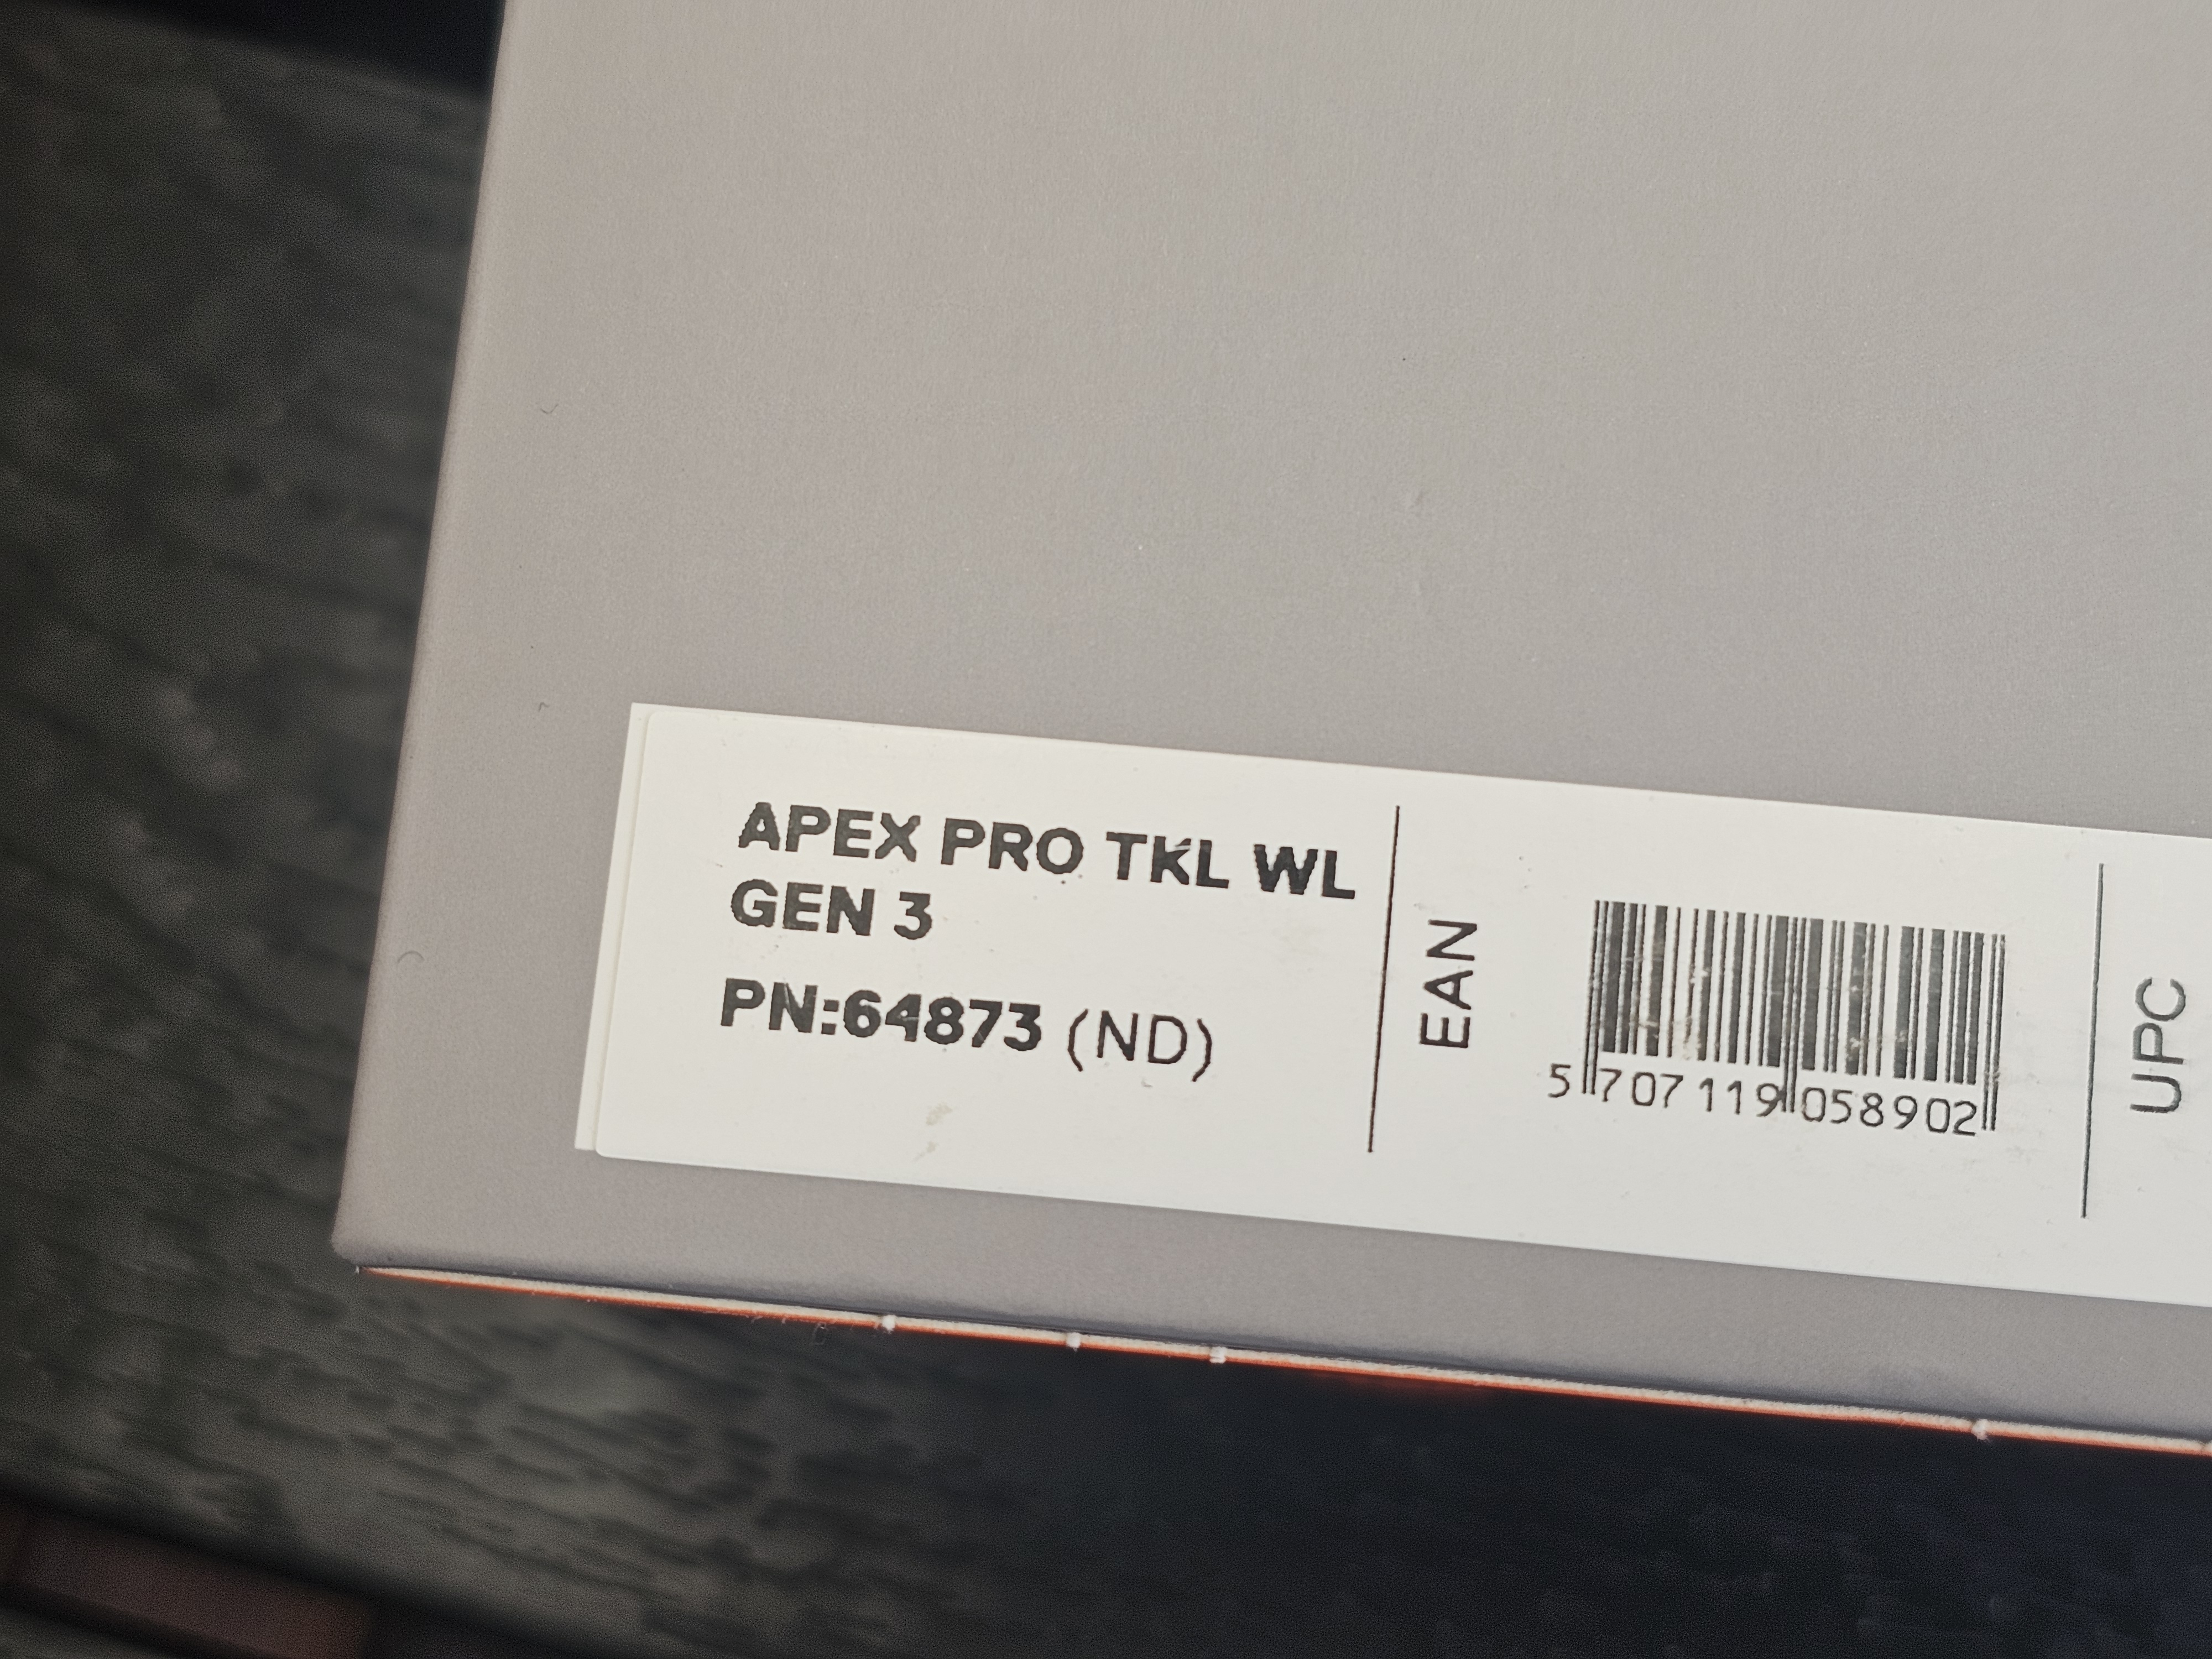 APEX PRO TKL WL
GEN 3
PN:64873 (ND)
EAN
5 707119 058902
UPC